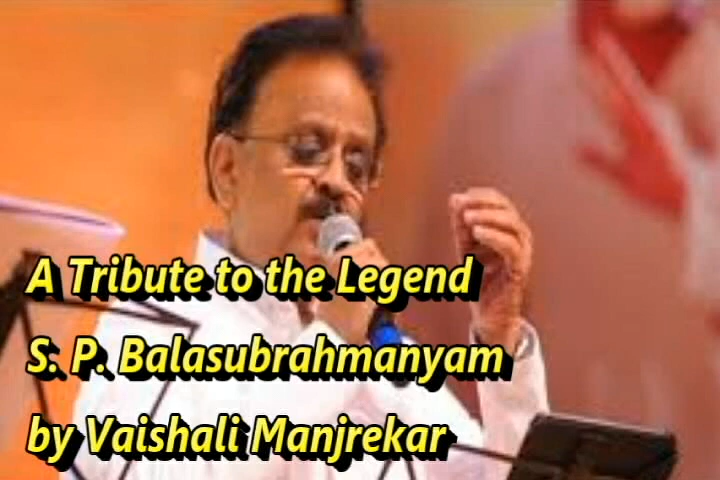 A Tribute to the Legend
S. P. Balasubrahmanyam
by Vaishali Manjrekar